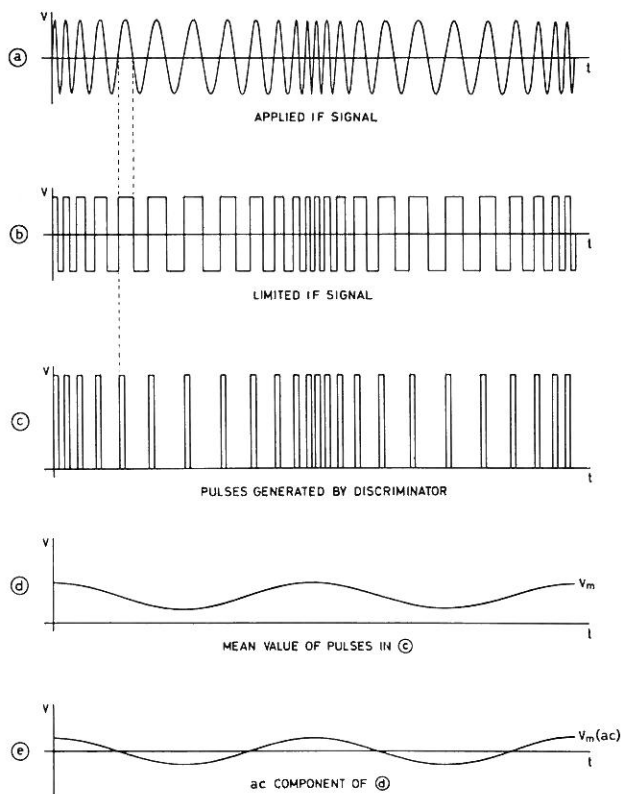 V
ⓐ
t
APPLIED IF SIGNAL
V
ⓑ
t
LIMITED IF SIGNAL
V
ⓒ
t
PULSES GENERATED BY DISCRIMINATOR
V
ⓓ
Vm
t
MEAN VALUE OF PULSES IN ⓒ
V
Vm(ac)
ⓔ
t
ac COMPONENT OF ⓓ